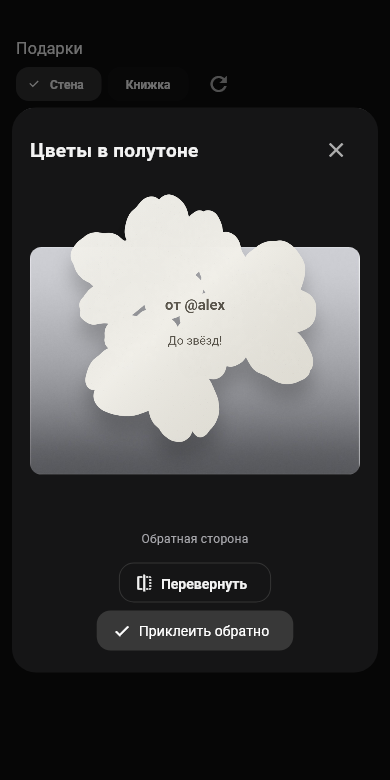 Подарки
Стена
Книжка
Цветы в полутоне
от @alex
До звёзд!
Обратная сторона
Перевернуть
Приклеить обратно